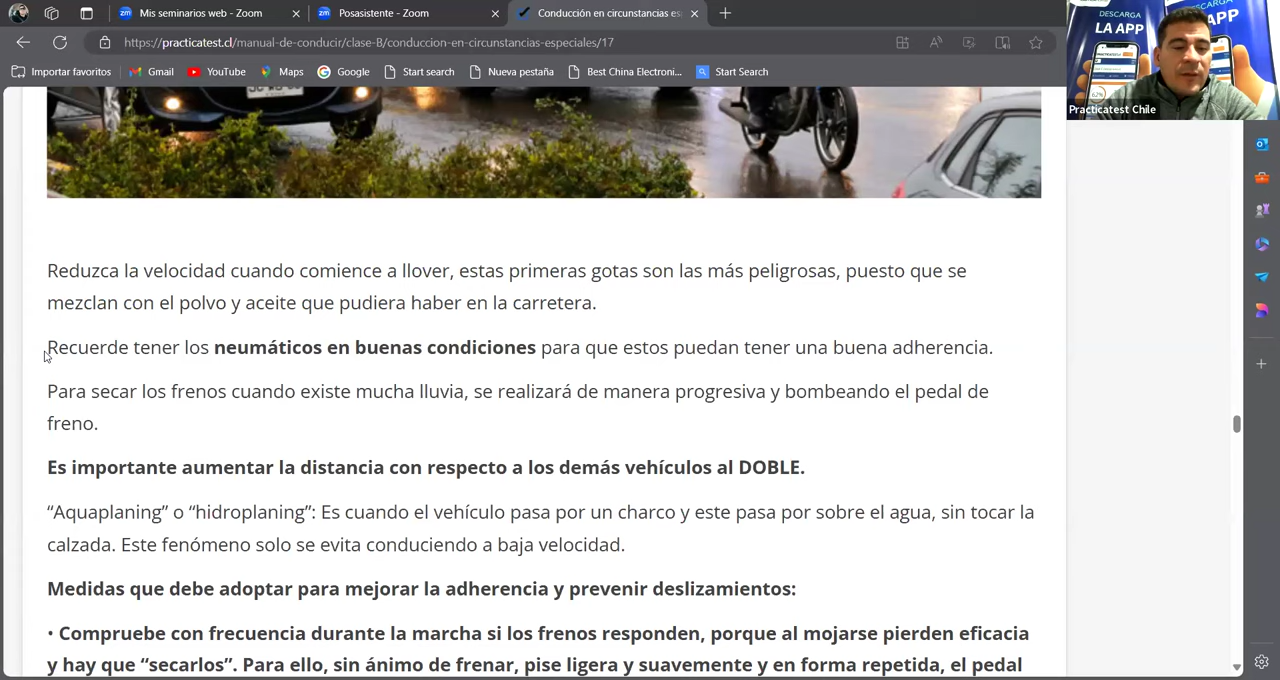 Mis seminarios web - Zoom
Posasistente - Zoom
Conducción en circunstancias es
https://practicatest.cl/manual-de-conducir/clase-B/conduccion-en-circunstancias-especiales/17
Importar favoritos
Gmail
YouTube
Maps
Google
Start search
Nueva pestaña
Best China Electroni...
Start Search
DESCARGA
LA APP
62%
Practicatest Chile
Reduzca la velocidad cuando comience a llover, estas primeras gotas son las más peligrosas, puesto que se
mezclan con el polvo y aceite que pudiera haber en la carretera.
Recuerde tener los neumáticos en buenas condiciones para que estos puedan tener una buena adherencia.
Para secar los frenos cuando existe mucha lluvia, se realizará de manera progresiva y bombeando el pedal de
freno.
Es importante aumentar la distancia con respecto a los demás vehículos al DOBLE.
“Aquaplaning” o “hidroplaning”: Es cuando el vehículo pasa por un charco y este pasa por sobre el agua, sin tocar la
calzada. Este fenómeno solo se evita conduciendo a baja velocidad.
Medidas que debe adoptar para mejorar la adherencia y prevenir deslizamientos:
• Compruebe con frecuencia durante la marcha si los frenos responden, porque al mojarse pierden eficacia
y hay que “secarlos”. Para ello, sin ánimo de frenar, pise ligera y suavemente y en forma repetida, el pedal